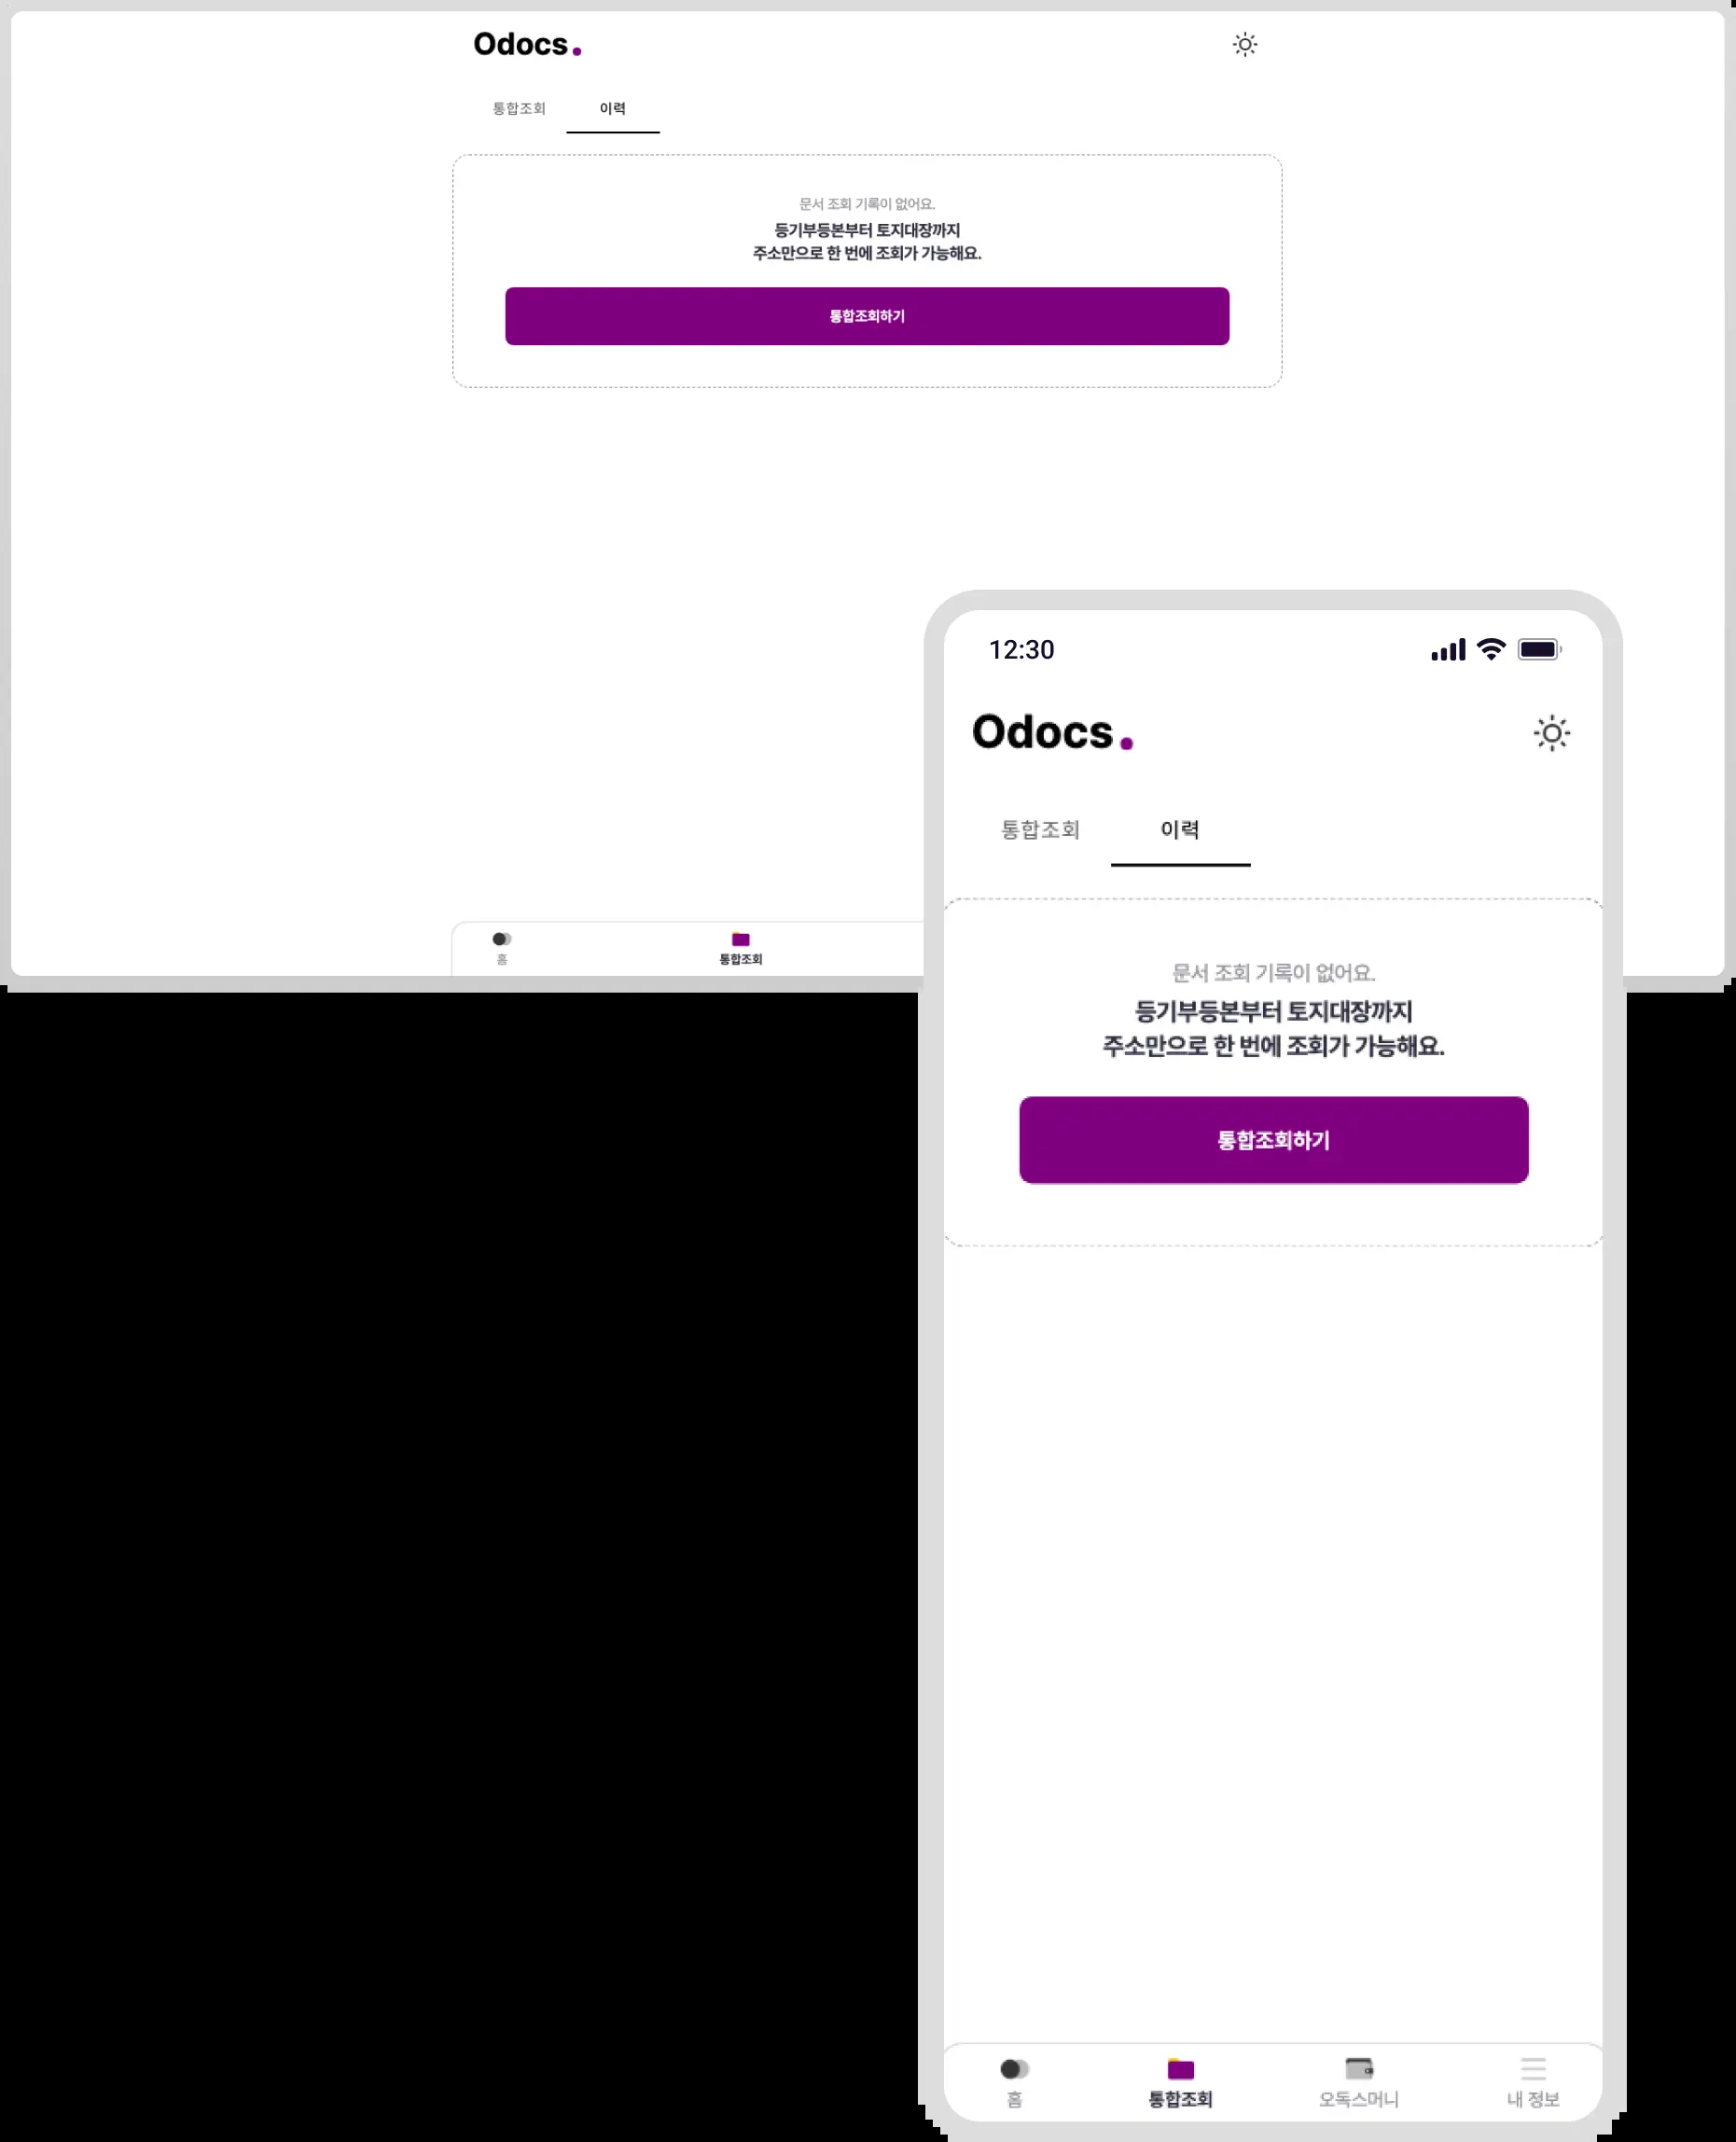 Odocs.
통합조회 이력
문서 조회 기록이 없어요.
등기부등본부터 토지대장까지
주소만으로 한 번에 조회가 가능해요.
통합조회하기
홈 통합조회
12:30
Odocs.
통합조회 이력
문서 조회 기록이 없어요.
등기부등본부터 토지대장까지
주소만으로 한 번에 조회가 가능해요.
통합조회하기
홈 통합조회 오독스머니 내 정보